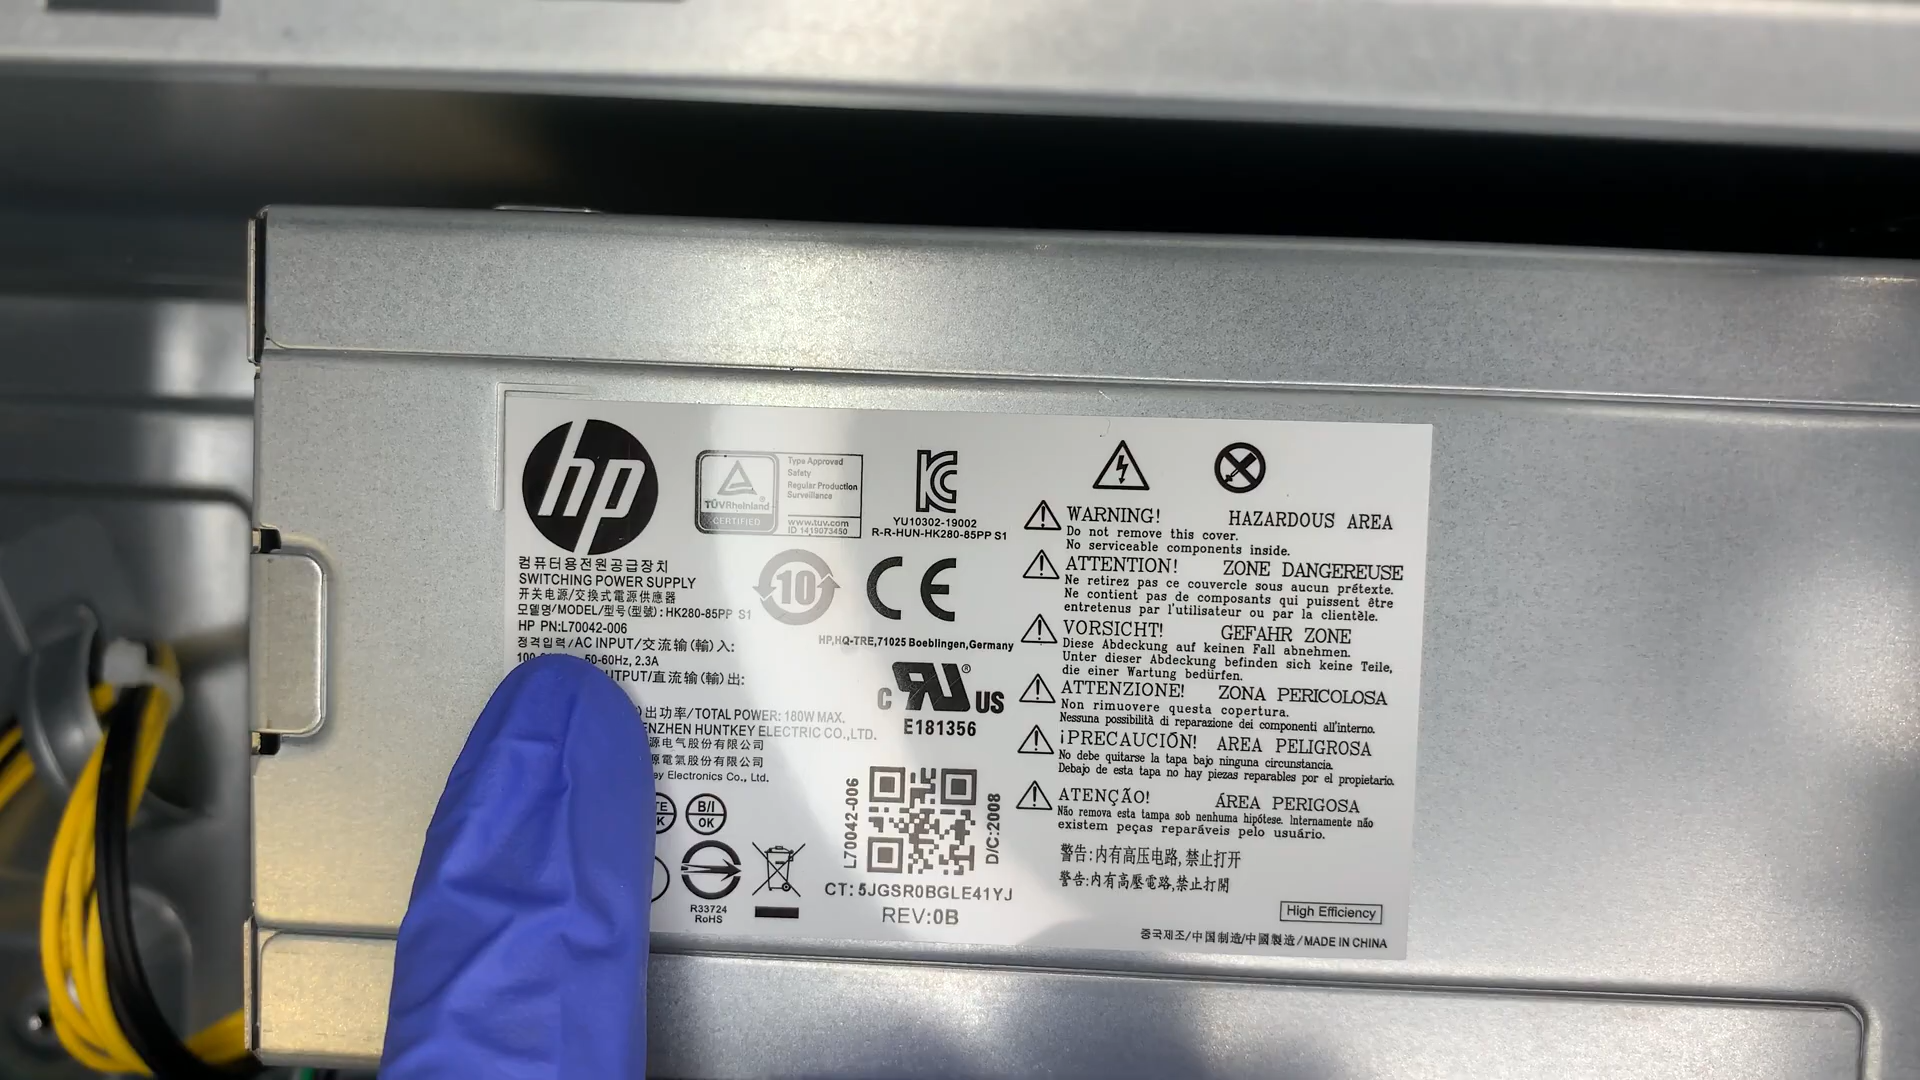 hp
컴퓨터용전원공급장치
SWITCHING POWER SUPPLY
开关电源/交換式電源供應器
모델명/MODEL/型号(型號):HK280-85PP S1
HP PN:L70042-006
정격입력/AC INPUT/交流输(輸)入:
50-60Hz, 2.3A
直流输(輸)出:
出功率/TOTAL POWER: 180W MAX.
HUNTKEY ELECTRIC CO.,LTD.
源电气股份有限公司
源電氣股份有限公司
Electronics Co., Ltd.
B/I
OK
R33724
RoHS
TÜVRheinland
CERTIFIED
Type Approved
Safety
Regular Production
Surveillance
www.tuv.com
ID 1419073450
10
YU10302-19002
R-R-HUN-HK280-85PP S1
CE
HP,HQ-TRE,71025 Boeblingen,Germany
C RU ® US
E181356
L70042-006
D/C:2008
CT: 5JGSR0BGLE41YJ
REV:0B
WARNING! HAZARDOUS AREA
Do not remove this cover.
No serviceable components inside.
ATTENTION! ZONE DANGEREUSE
Ne retirez pas ce couvercle sous aucun prétexte.
Ne contient pas de composants qui puissent être
entretenus par l'utilisateur ou par la clientèle.
VORSICHT! GEFAHR ZONE
Diese Abdeckung auf keinen Fall abnehmen.
Unter dieser Abdeckung befinden sich keine Teile,
die einer Wartung bedürfen.
ATTENZIONE! ZONA PERICOLOSA
Non rimuovere questa copertura.
Nessuna possibilità di reparazione dei componenti all'interno.
¡PRECAUCIÓN! AREA PELIGROSA
No debe quitarse la tapa bajo ninguna circunstancia.
Debajo de esta tapa no hay piezas reparables por el propietario.
ATENÇÃO! ÁREA PERIGOSA
Não remova esta tampa sob nenhuma hipótese. Internamente não
existem peças reparáveis pelo usuário.
警告:内有高压电路,禁止打开
警告:內有高壓電路,禁止打開
High Efficiency
중국제조/中国制造/中國製造/MADE IN CHINA